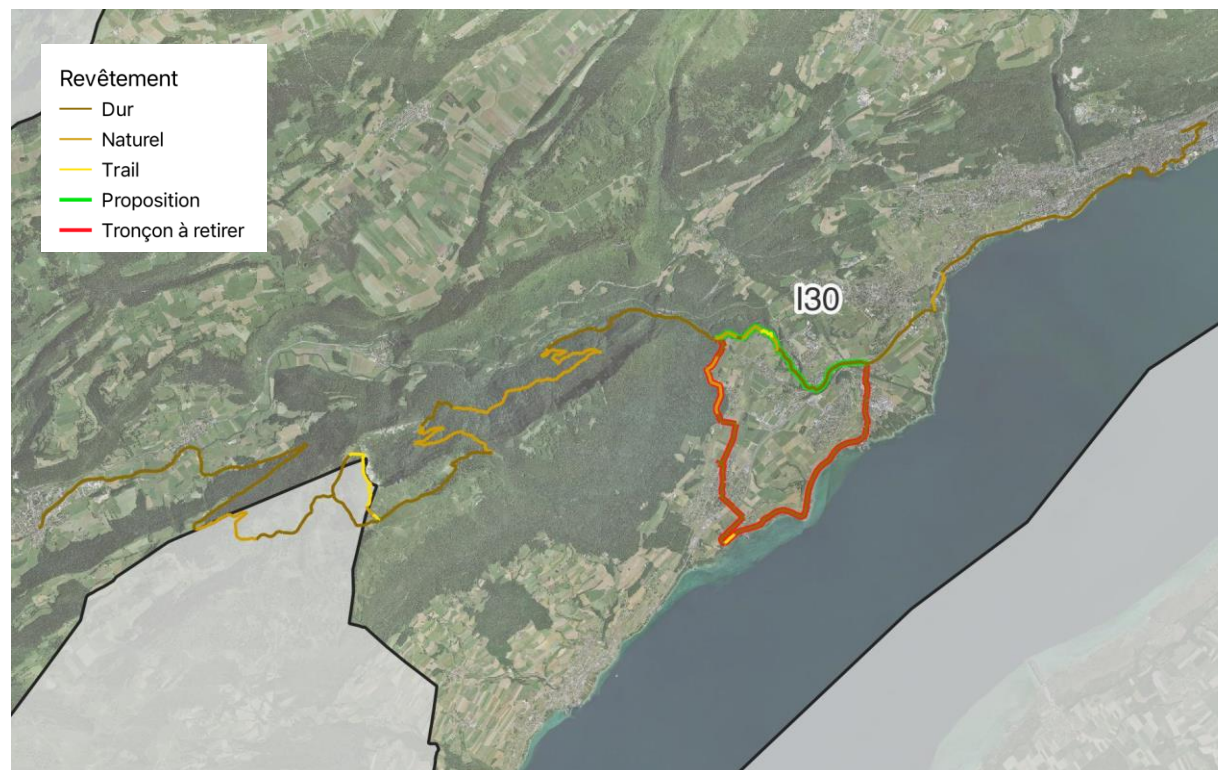 Revêtement
Dur
Naturel
Trail
Proposition
Tronçon à retirer
I30